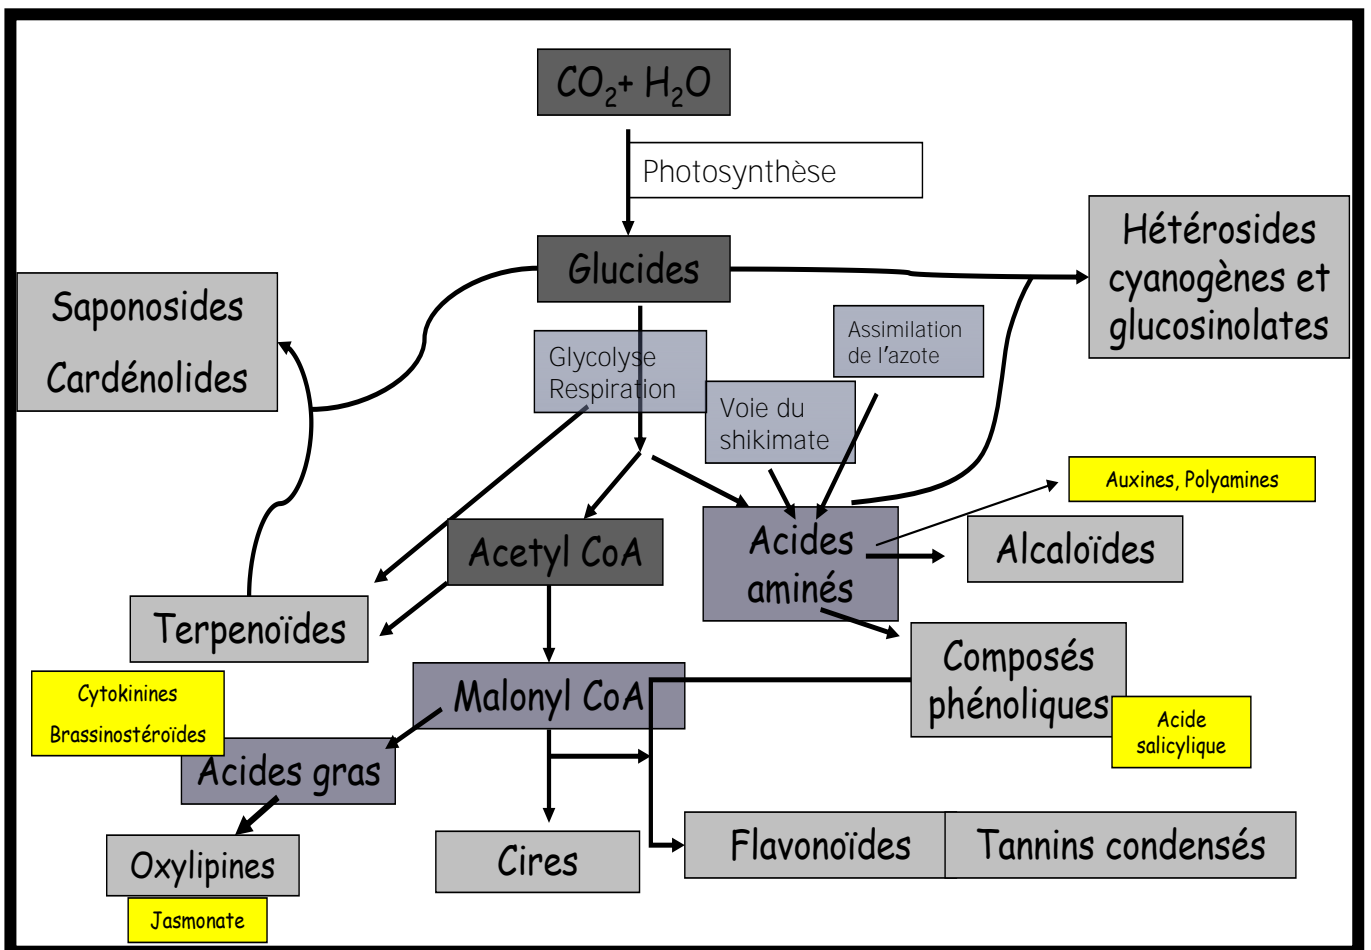 CO₂+ H₂O
Photosynthèse
Glucides
Hétérosides
cyanogènes et
glucosinolates
Saponosides
Cardénolides
Glycolyse
Respiration
Assimilation
de l’azote
Voie du
shikimate
Auxines, Polyamines
Acetyl CoA
Acides
aminés
Alcaloïdes
Terpenoïdes
Composés
phénoliques
Cytokinines
Brassinostéroïdes
Malonyl CoA
Acide
salicylique
Acides gras
Oxylipines
Cires
Flavonoïdes
Tannins condensés
Jasmonate